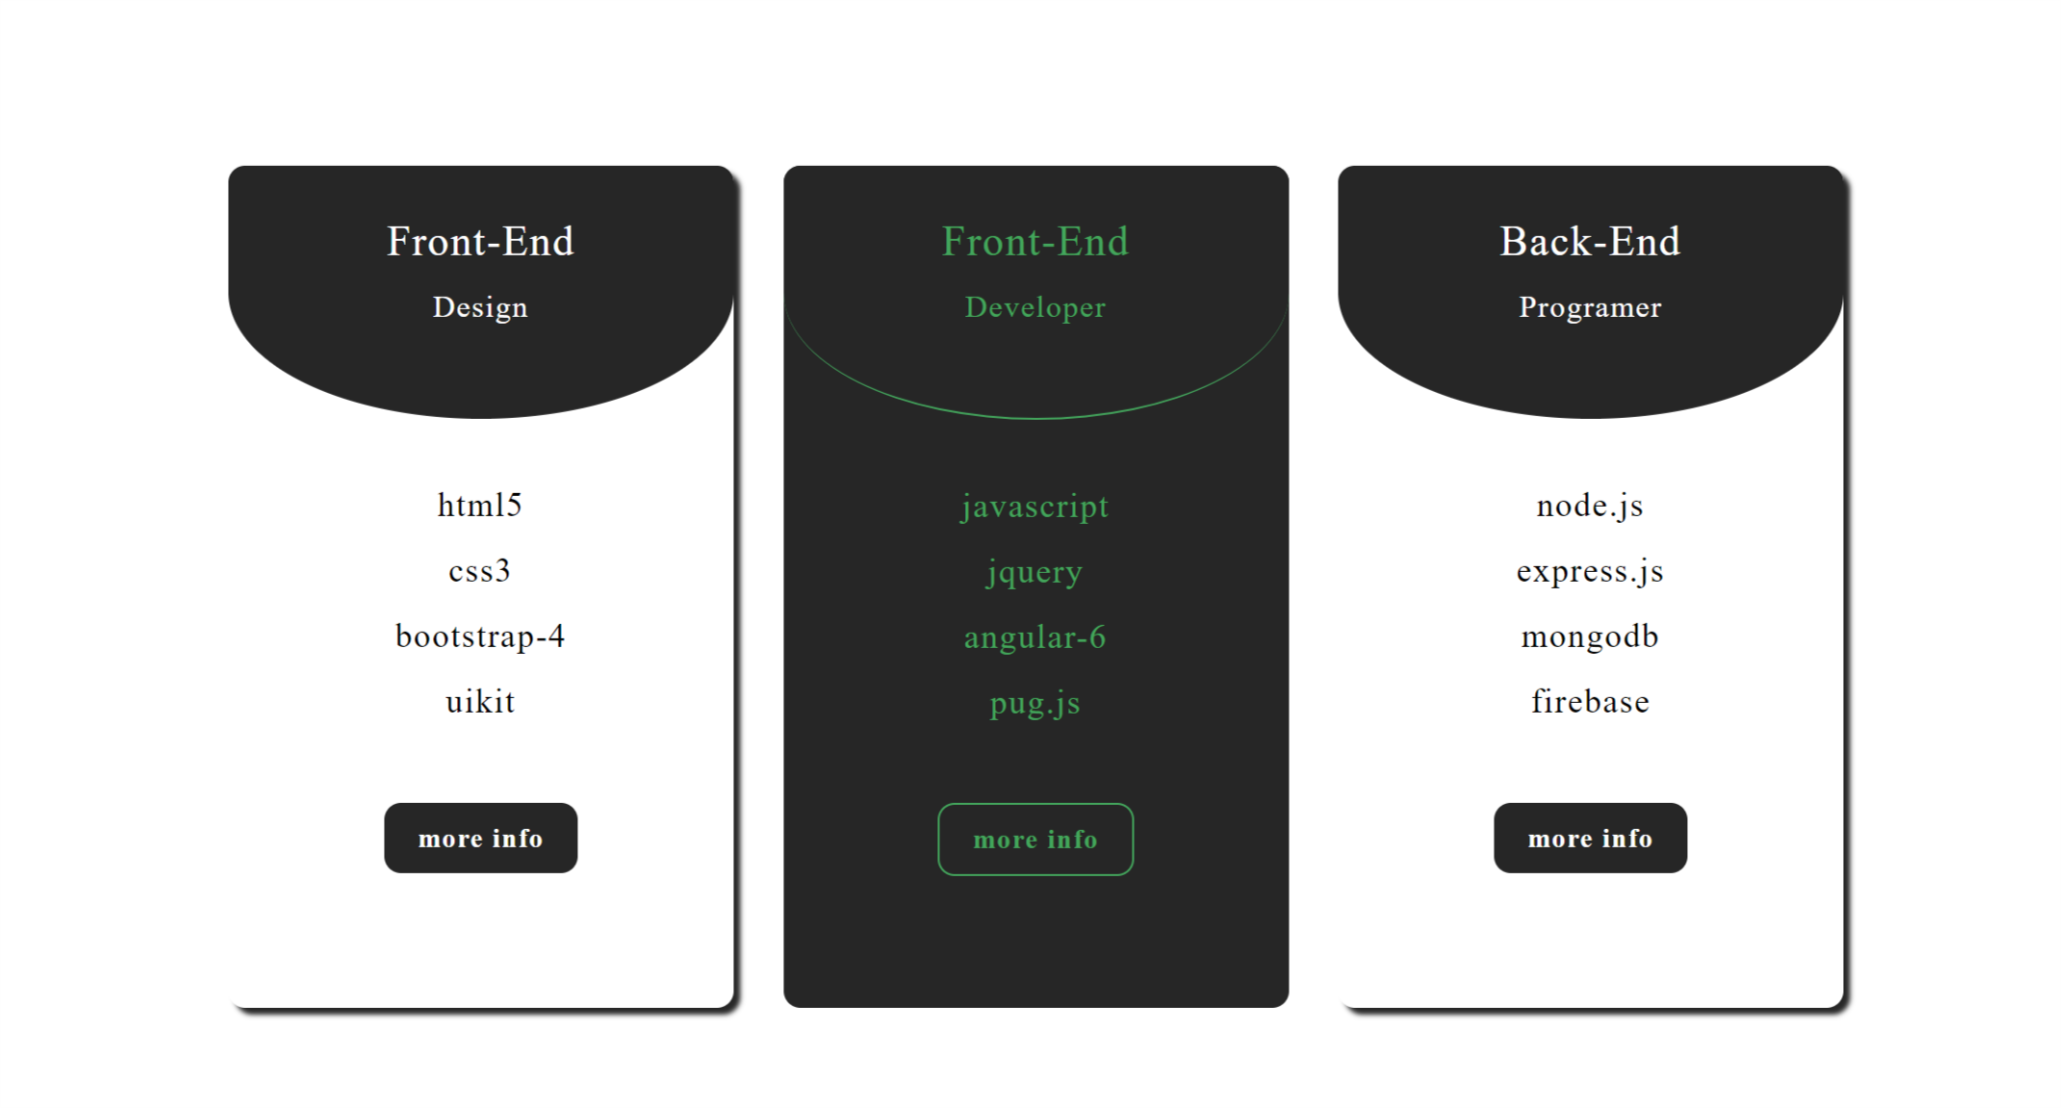 Front-End
Design
html5
css3
bootstrap-4
uikit
more info
Front-End
Developer
javascript
jquery
angular-6
pug.js
more info
Back-End
Programer
node.js
express.js
mongodb
firebase
more info